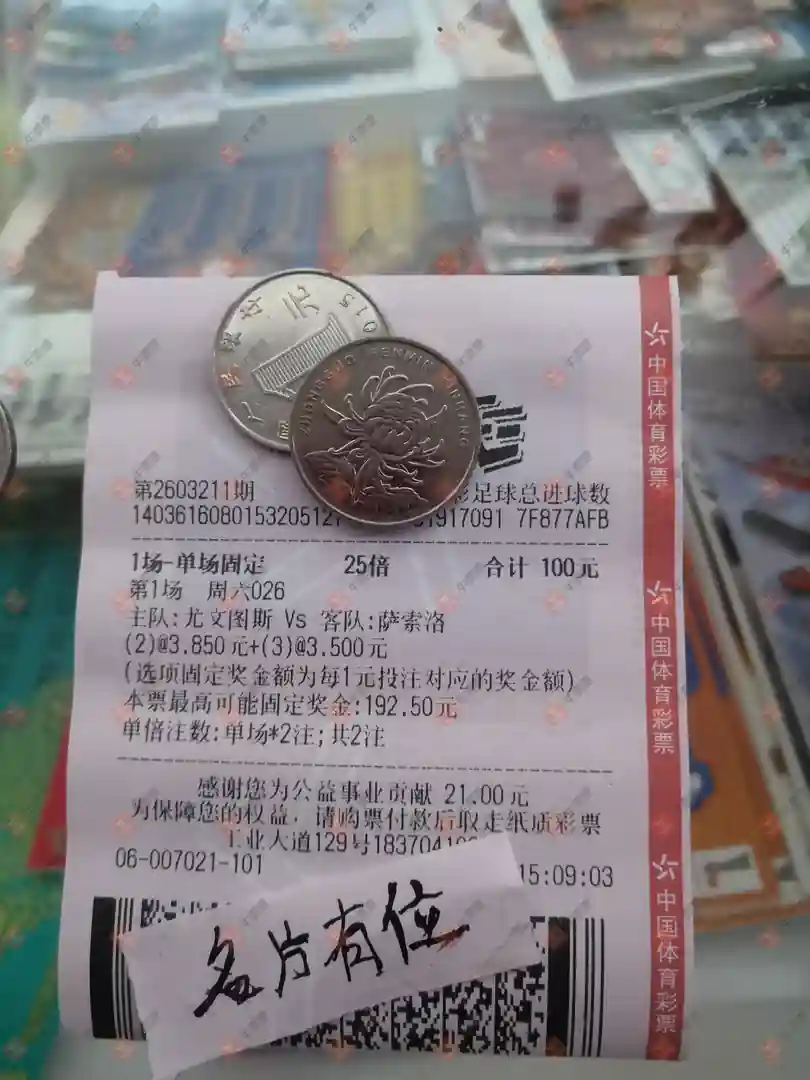 人民
元
2015
ZHONGGUO RENMIN YINHANG
第2603211期
足球总进球数
7F877AFB
1场-单场固定 25倍 合计 100元
第1场 周六026
主队:尤文图斯 Vs 客队:萨索洛
(2)@3.850元+(3)@3.500元
(选项固定奖金额为每1元投注对应的奖金额)
本票最高可能固定奖金:192.50元
单倍注数:单场*2注;共2注
感谢您为公益事业贡献 21.00元
为保障您的权益，请购票付款后取走纸质彩票
工业大道129号
06-007021-101 15:09:03
名片有位
中国体育彩票
中国体育彩票
中国体育彩票